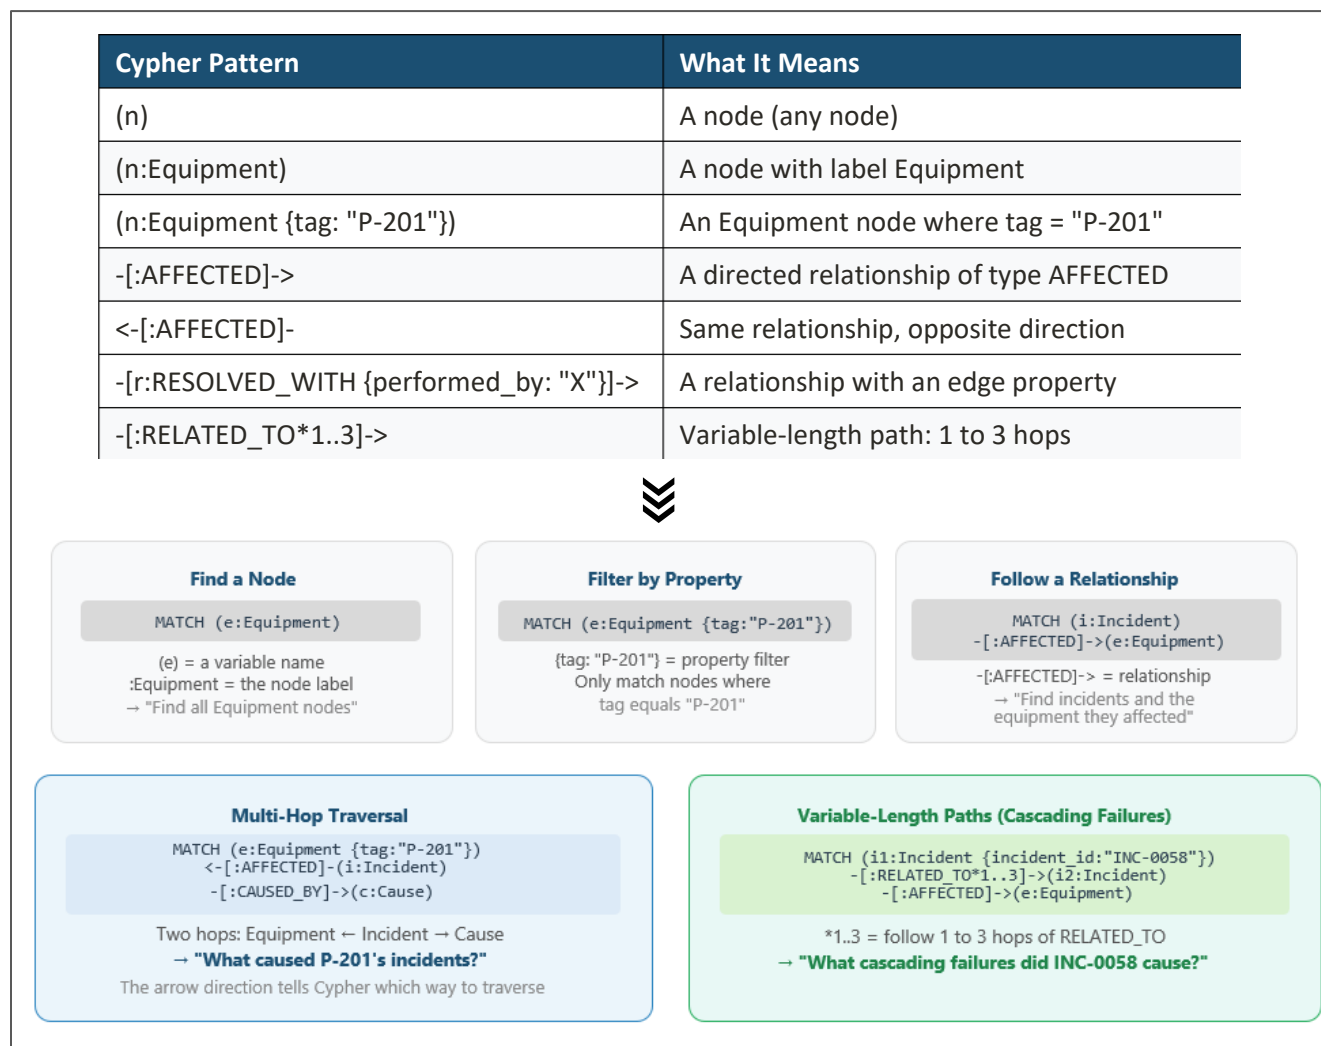 Cypher Pattern What It Means
(n) A node (any node)
(n:Equipment) A node with label Equipment
(n:Equipment {tag: "P-201"}) An Equipment node where tag = "P-201"
-[:AFFECTED]-> A directed relationship of type AFFECTED
<-[:AFFECTED]- Same relationship, opposite direction
-[r:RESOLVED_WITH {performed_by: "X"}]-> A relationship with an edge property
-[:RELATED_TO*1..3]-> Variable-length path: 1 to 3 hops
Find a Node
MATCH (e:Equipment)
(e) = a variable name
:Equipment = the node label
→ "Find all Equipment nodes"
Filter by Property
MATCH (e:Equipment {tag:"P-201"})
{tag: "P-201"} = property filter
Only match nodes where
tag equals "P-201"
Follow a Relationship
MATCH (i:Incident)
-[:AFFECTED]->(e:Equipment)
-[:AFFECTED]-> = relationship
→ "Find incidents and the
equipment they affected"
Multi-Hop Traversal
MATCH (e:Equipment {tag:"P-201"})
<-[:AFFECTED]-(i:Incident)
-[:CAUSED_BY]->(c:Cause)
Two hops: Equipment ← Incident → Cause
→ "What caused P-201's incidents?"
The arrow direction tells Cypher which way to traverse
Variable-Length Paths (Cascading Failures)
MATCH (i1:Incident {incident_id:"INC-0058"})
-[:RELATED_TO*1..3]->(i2:Incident)
-[:AFFECTED]->(e:Equipment)
*1..3 = follow 1 to 3 hops of RELATED_TO
→ "What cascading failures did INC-0058 cause?"